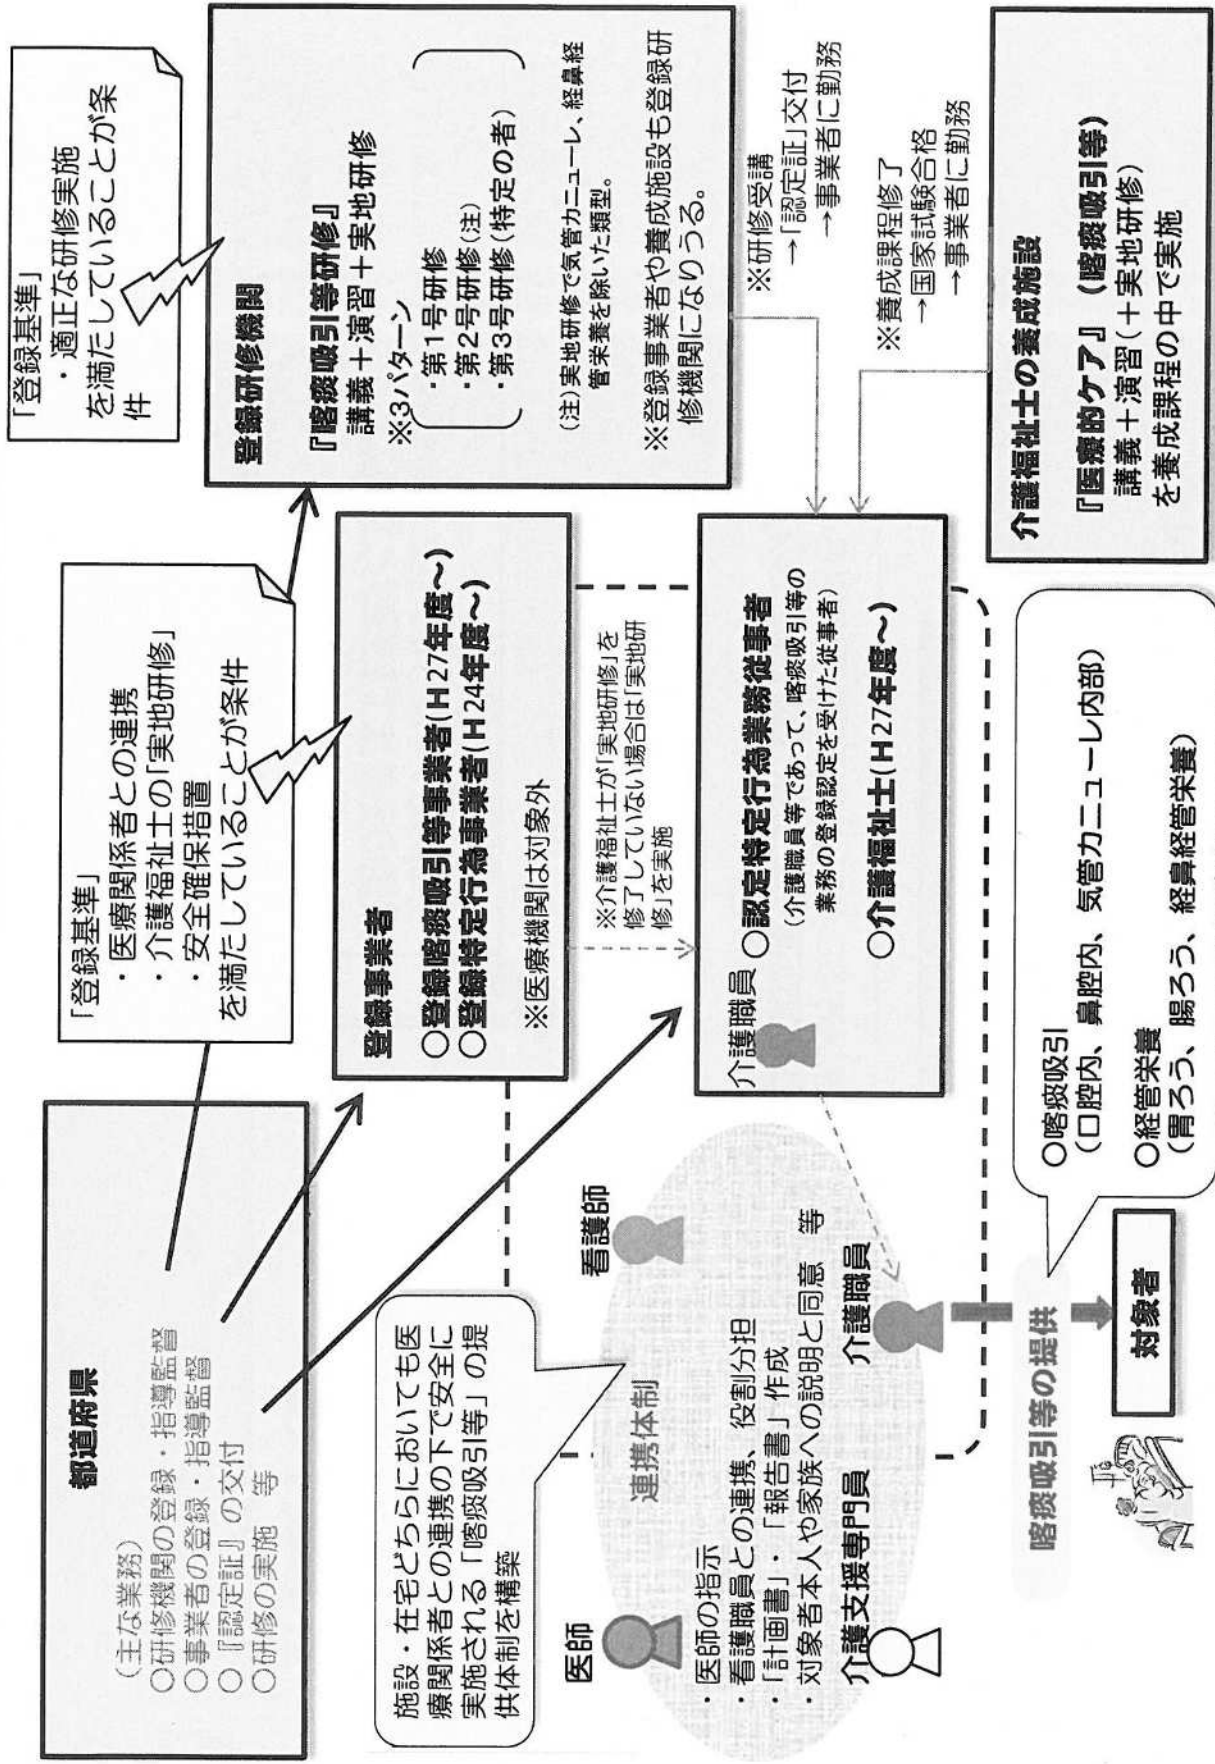 都道府県
(主な業務)
○研修機関の登録・指導監督
○事業者の登録・指導監督
○『認定証』の交付
○研修の実施　等
「登録基準」
・医療関係者との連携
・介護福祉士の「実地研修」
・安全確保措置
を満たしていることが条件
「登録基準」
・適正な研修実施
を満たしていることが条
件
登録事業者
○登録喀痰吸引等事業者(H27年度～)
○登録特定行為事業者(H24年度～)
※医療機関は対象外
登録研修機関
『喀痰吸引等研修』
講義＋演習＋実地研修
※3パターン
・第1号研修
・第2号研修(注)
・第3号研修(特定の者)
(注)実地研修で気管カニューレ、経鼻経
管栄養を除いた類型。
※登録事業者や養成施設も登録研
修機関になりうる。
施設・在宅どちらにおいても医
療関係者との連携の下で安全に
実施される「喀痰吸引等」の提
供体制を構築
※介護福祉士が「実地研修」を
修了していない場合は「実地研
修」を実施
※研修受講
→「認定証」交付
→事業者に勤務
医師
連携体制
看護師
・医師の指示
・看護職員との連携、役割分担
・「計画書」・「報告書」作成
・対象者本人や家族への説明と同意　等
介護支援専門員
介護職員
介護職員
○認定特定行為業務従事者
(介護職員等であって、喀痰吸引等の
業務の登録認定を受けた従事者)
○介護福祉士(H27年度～)
※養成課程修了
→国家試験合格
→事業者に勤務
介護福祉士の養成施設
『医療的ケア』(喀痰吸引等)
講義＋演習(＋実地研修)
を養成課程の中で実施
喀痰吸引等の提供
対象者
○喀痰吸引
(口腔内、鼻腔内、気管カニューレ内部)
○経管栄養
(胃ろう、腸ろう、経鼻経管栄養)